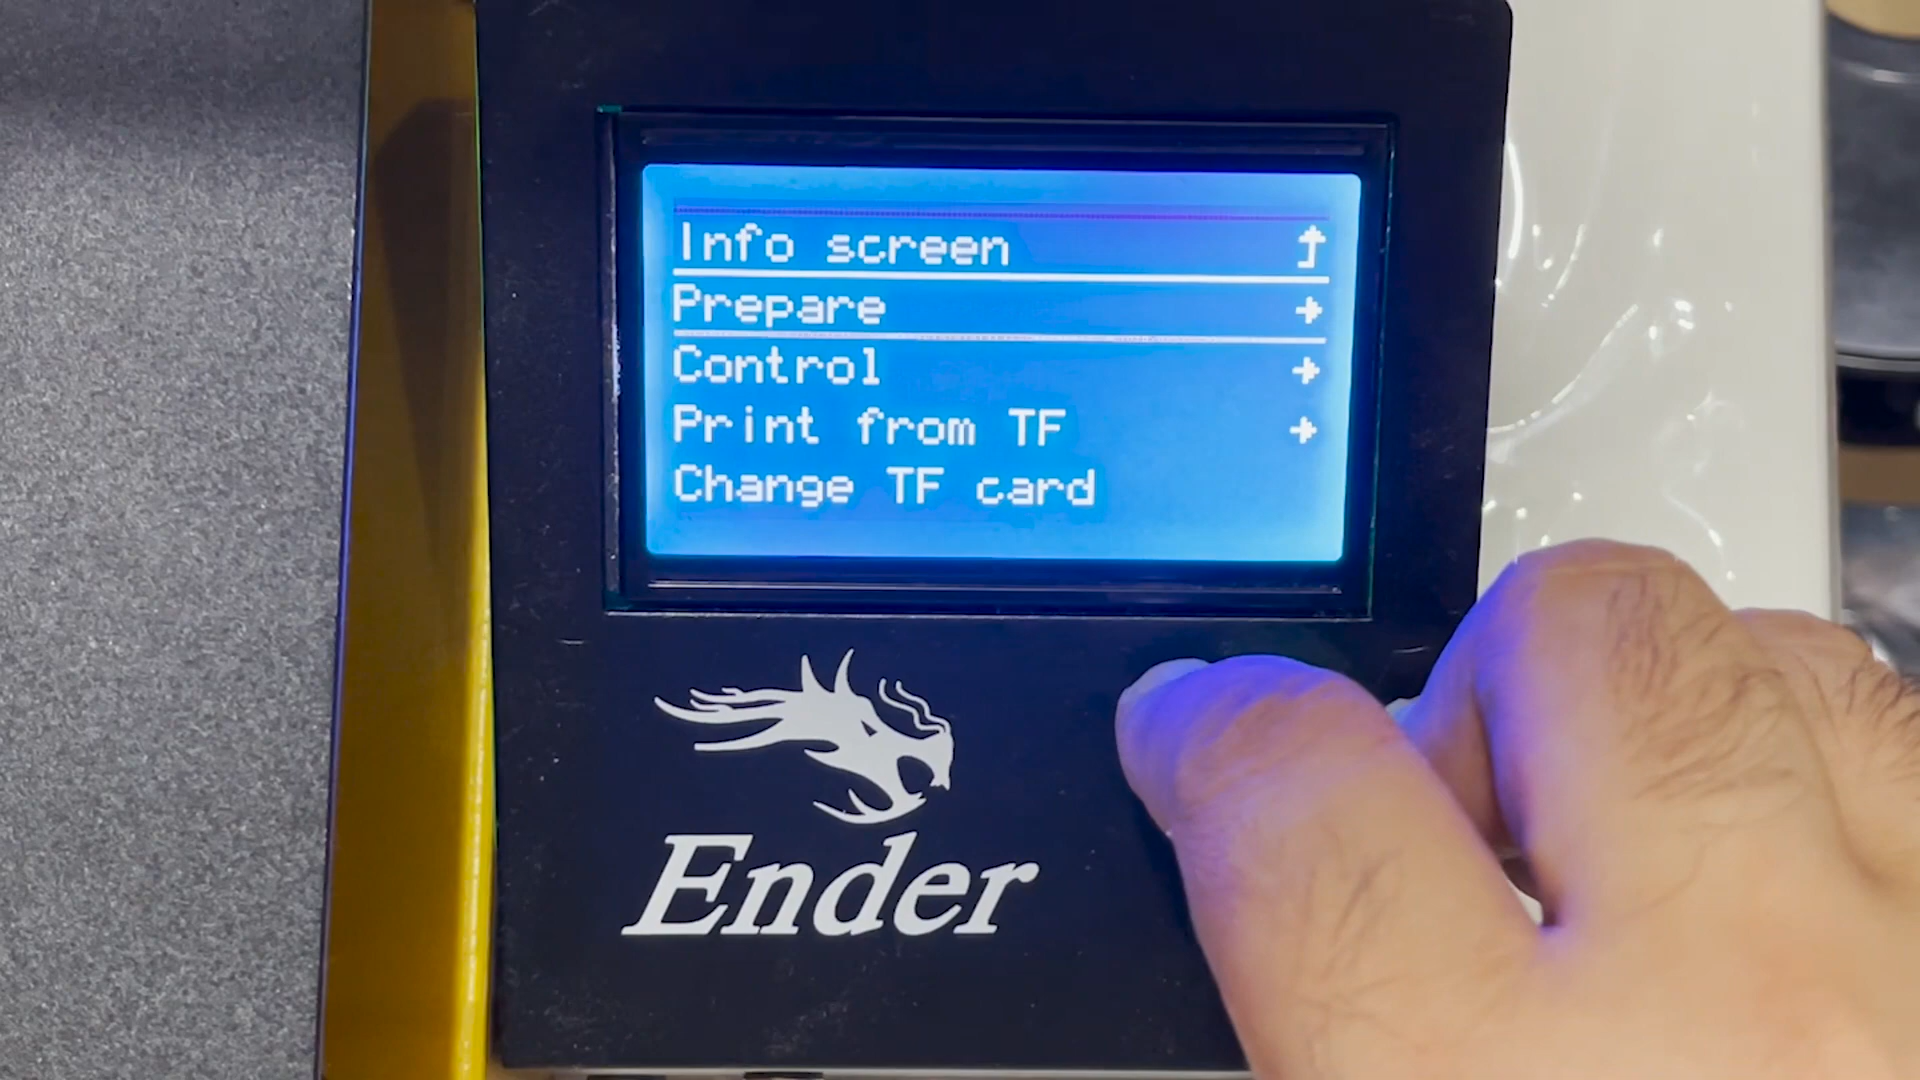 Info screen
Prepare
Control
Print from TF
Change TF card
Ender